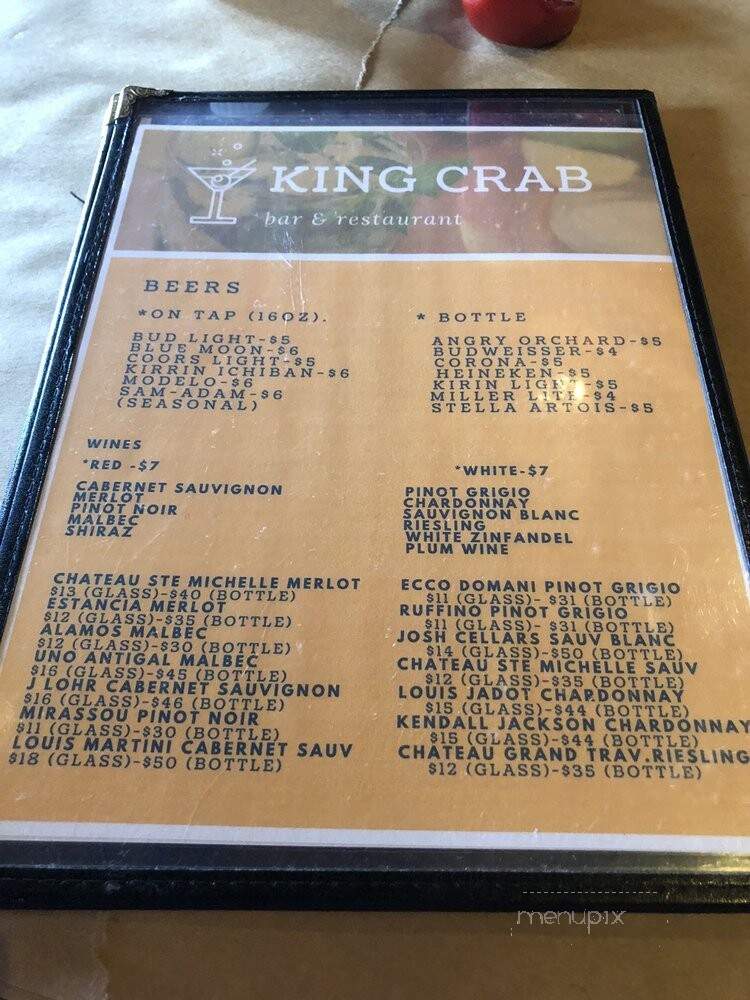 KING CRAB
bar & restaurant
BEERS
*ON TAP (16OZ).
BUD LIGHT-$5
BLUE MOON-$6
COORS LIGHT-$5
KIRRIN ICHIBAN-$6
MODELO-$6
SAM-ADAM-$6
(SEASONAL)
* BOTTLE
ANGRY ORCHARD-$5
BUDWEISSER-$4
CORONA-$5
HEINEKEN-$5
KIRIN LIGHT-$5
MILLER LITE-$4
STELLA ARTOIS-$5
WINES
*RED -$7
CABERNET SAUVIGNON
MERLOT
PINOT NOIR
MALBEC
SHIRAZ
*WHITE-$7
PINOT GRIGIO
CHARDONNAY
SAUVIGNON BLANC
RIESLING
WHITE ZINFANDEL
PLUM WINE
CHATEAU STE MICHELLE MERLOT
$13 (GLASS)-$40 (BOTTLE)
ESTANCIA MERLOT
$12 (GLASS)-$35 (BOTTLE)
ALAMOS MALBEC
$12 (GLASS)-$30 (BOTTLE)
UNO ANTIGAL MALBEC
$16 (GLASS)-$45 (BOTTLE)
J LOHR CABERNET SAUVIGNON
$16 (GLASS)-$46 (BOTTLE)
MIRASSOU PINOT NOIR
$11 (GLASS)-$30 (BOTTLE)
LOUIS MARTINI CABERNET SAUV
$18 (GLASS)-$50 (BOTTLE)
ECCO DOMANI PINOT GRIGIO
$11 (GLASS)- $31 (BOTTLE)
RUFFINO PINOT GRIGIO
$11 (GLASS)- $31 (BOTTLE)
JOSH CELLARS SAUV BLANC
$14 (GLASS)-$50 (BOTTLE)
CHATEAU STE MICHELLE SAUV
$12 (GLASS)-$35 (BOTTLE)
LOUIS JADOT CHARDONNAY
$15 (GLASS)-$44 (BOTTLE)
KENDALL JACKSON CHARDONNAY
$15 (GLASS)-$44 (BOTTLE)
CHATEAU GRAND TRAV.RIESLING
$12 (GLASS)-$35 (BOTTLE)
menupix